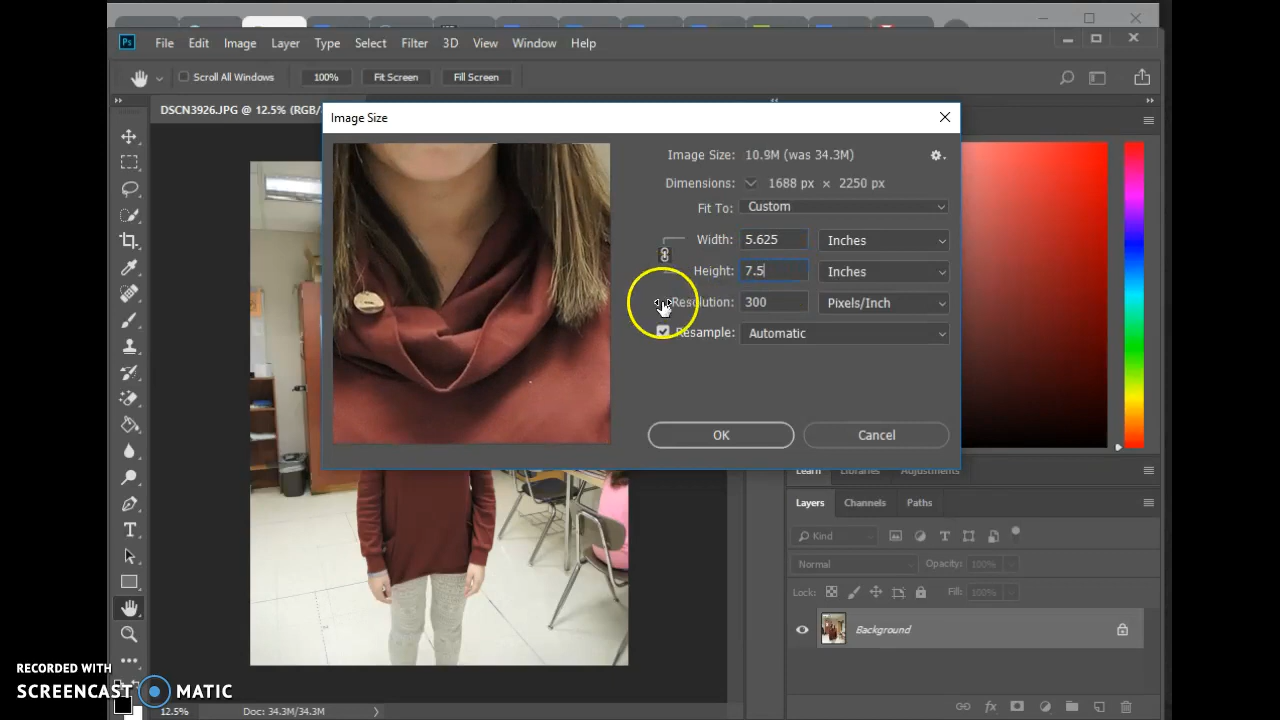 Ps File Edit Image Layer Type Select Filter 3D View Window Help
Scroll All Windows 100% Fit Screen Fill Screen
DSCN3926.JPG @ 12.5% (RGB/
Image Size
Image Size: 10.9M (was 34.3M)
Dimensions: 1688 px × 2250 px
Fit To: Custom
Width: 5.625 Inches
Height: 7.5 Inches
Resolution: 300 Pixels/Inch
Resample: Automatic
OK Cancel
Learn Libraries Adjustments
Layers Channels Paths
Kind
Normal Opacity: 100%
Lock: Fill: 100%
Background
12.5% Doc: 34.3M/34.3M
RECORDED WITH
SCREENCAST MATIC